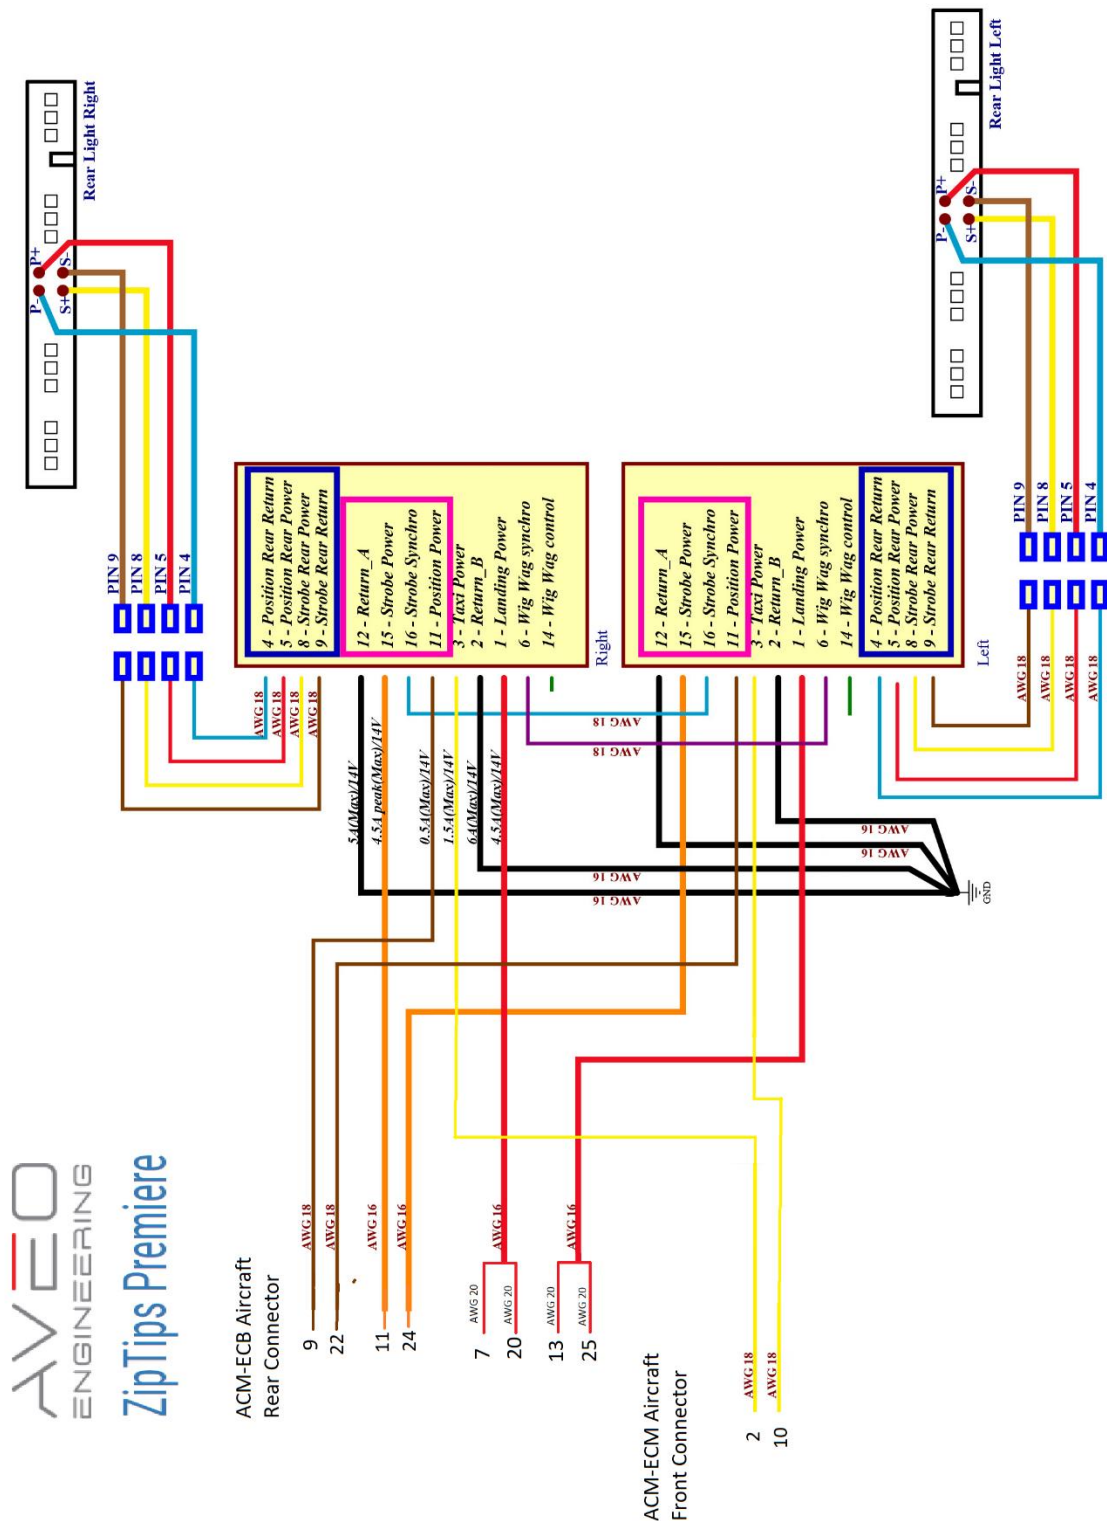 AVEO
ENGINEERING
ZipTips Premiere
ACM-ECB Aircraft
Rear Connector
9
22
11
24
7
20
13
25
AWG 18
AWG 18
AWG 16
AWG 16
AWG 20
AWG 20
AWG 16
AWG 20
AWG 20
AWG 16
ACM-ECM Aircraft
Front Connector
2
10
AWG 18
AWG 18
5A(Max)/14V
4.5A peak(Max)/14V
0.5A(Max)/14V
1.5A(Max)/14V
6A(Max)/14V
4.5A(Max)/14V
AWG 16
AWG 16
AWG 16
AWG 16
GND
AWG 18
AWG 18
AWG 18
AWG 18
AWG 18
AWG 18
4 - Position Rear Return
5 - Position Rear Power
8 - Strobe Rear Power
9 - Strobe Rear Return
12 - Return_A
15 - Strobe Power
16 - Strobe Synchro
11 - Position Power
3 - Taxi Power
2 - Return_B
1 - Landing Power
6 - Wig Wag synchro
14 - Wig Wag control
Right
12 - Return_A
15 - Strobe Power
16 - Strobe Synchro
11 - Position Power
3 - Taxi Power
2 - Return_B
1 - Landing Power
6 - Wig Wag synchro
14 - Wig Wag control
4 - Position Rear Return
5 - Position Rear Power
8 - Strobe Rear Power
9 - Strobe Rear Return
Left
AWG 18
AWG 18
AWG 18
AWG 18
PIN 9
PIN 8
PIN 5
PIN 4
P- P+
S+ S-
Rear Light Right
PIN 9
PIN 8
PIN 5
PIN 4
P- P+
S+ S-
Rear Light Left